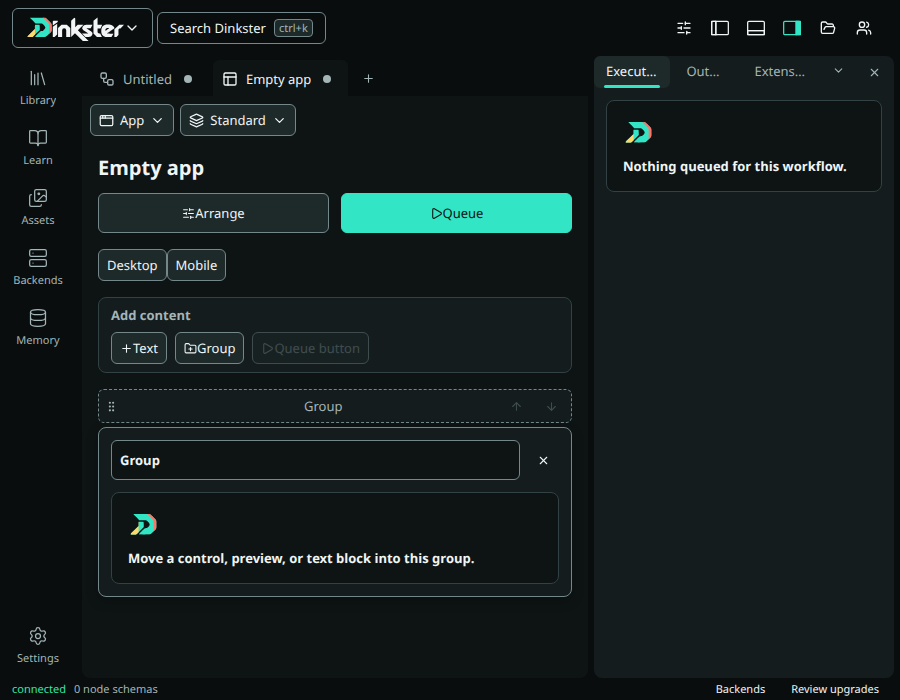 Dinkster
Search Dinkster ctrl+k
Library
Learn
Assets
Backends
Memory
Settings
Untitled
Empty app
App
Standard
Empty app
Arrange
Queue
Desktop
Mobile
Add content
Text
Group
Queue button
Group
Group
Move a control, preview, or text block into this group.
Execut...
Out...
Extens...
Nothing queued for this workflow.
connected
0 node schemas
Backends
Review upgrades